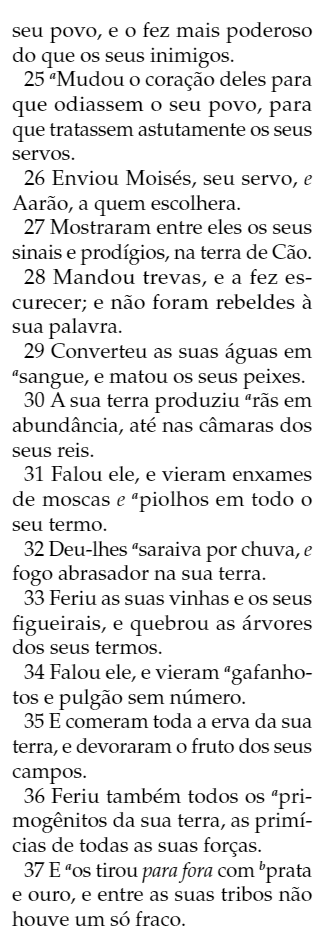 seu povo, e o fez mais poderoso
do que os seus inimigos.
25 ᵃMudou o coração deles para
que odiassem o seu povo, para
que tratassem astutamente os seus
servos.
26 Enviou Moisés, seu servo, e
Aarão, a quem escolhera.
27 Mostraram entre eles os seus
sinais e prodígios, na terra de Cão.
28 Mandou trevas, e a fez es-
curecer; e não foram rebeldes à
sua palavra.
29 Converteu as suas águas em
ᵃsangue, e matou os seus peixes.
30 A sua terra produziu ᵃrãs em
abundância, até nas câmaras dos
seus reis.
31 Falou ele, e vieram enxames
de moscas e ᵃpiolhos em todo o
seu termo.
32 Deu-lhes ᵃsaraiva por chuva, e
fogo abrasador na sua terra.
33 Feriu as suas vinhas e os seus
figueirais, e quebrou as árvores
dos seus termos.
34 Falou ele, e vieram ᵃgafanho-
tos e pulgão sem número.
35 E comeram toda a erva da sua
terra, e devoraram o fruto dos seus
campos.
36 Feriu também todos os ᵃpri-
mogênitos da sua terra, as primí-
cias de todas as suas forças.
37 E ᵃos tirou para fora com ᵇprata
e ouro, e entre as suas tribos não
houve um só fraco.